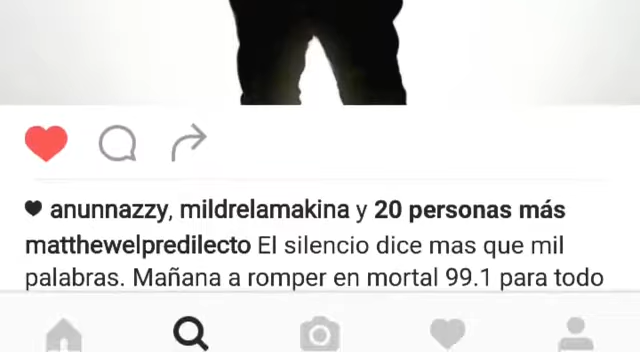 anunnazzy, mildrelamakina y 20 personas más
matthewelpredilecto El silencio dice mas que mil
palabras. Mañana a romper en mortal 99.1 para todo